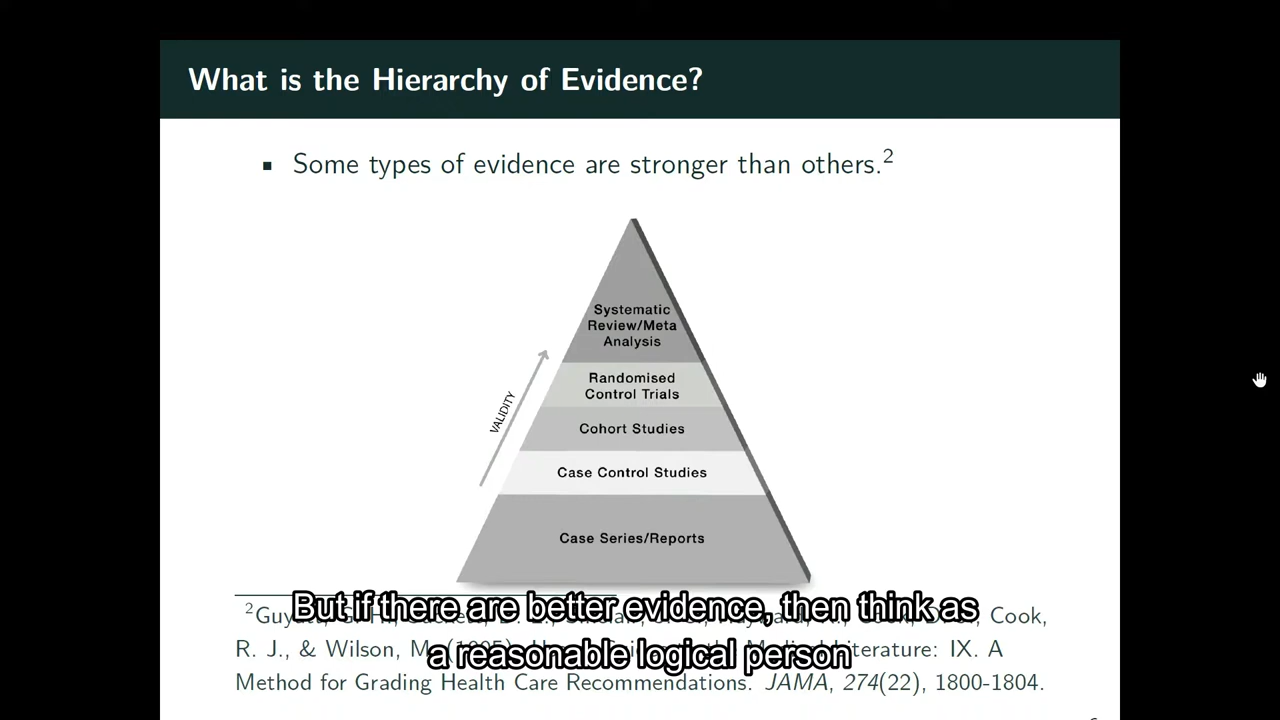 What is the Hierarchy of Evidence?
▪ Some types of evidence are stronger than others.2
Systematic
Review/Meta
Analysis
Randomised
Control Trials
VALIDITY
Cohort Studies
Case Control Studies
Case Series/Reports
But if there are better evidence, then think as
a reasonable logical person
2 Cook,
R. J., & Wilson, M. Literature: IX. A
Method for Grading Health Care Recommendations. JAMA, 274(22), 1800-1804.